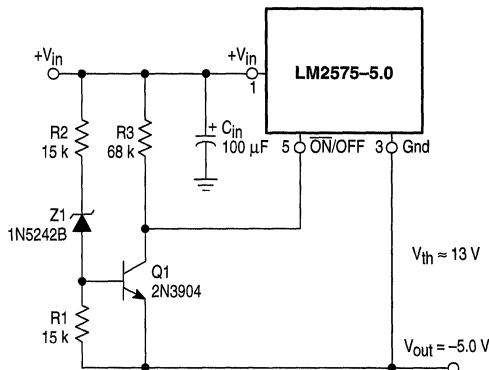 +Vin
+Vin
1
LM2575–5.0
R2
15 k
R3
68 k
+
Cin
100 µF
5
O̅N̅/OFF
3
Gnd
Z1
1N5242B
Q1
2N3904
Vth ≈ 13 V
R1
15 k
Vout = –5.0 V